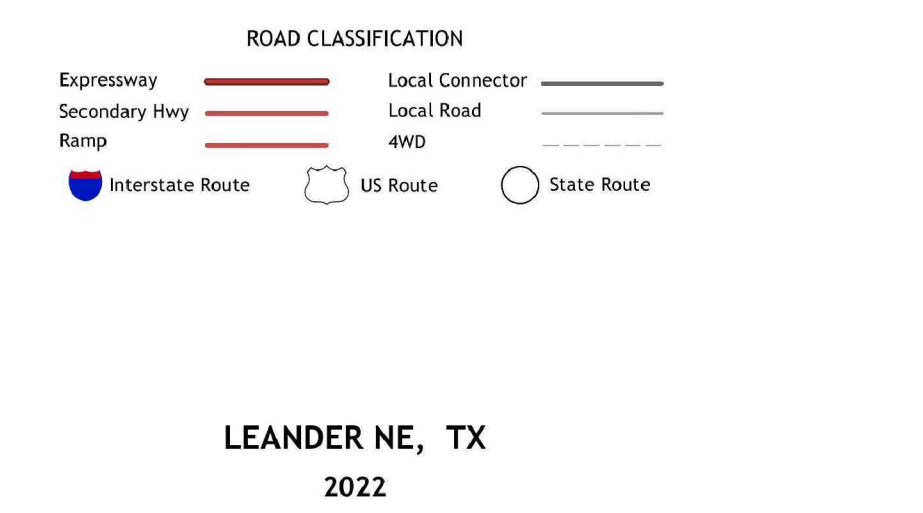 ROAD CLASSIFICATION
Expressway
Local Connector
Secondary Hwy
Local Road
Ramp
4WD
Interstate Route
US Route
State Route
LEANDER NE, TX
2022